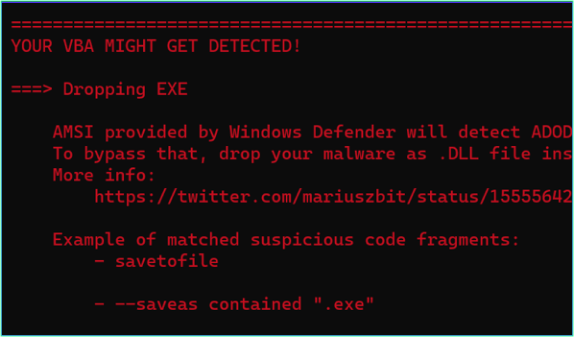 =====================================================
YOUR VBA MIGHT GET DETECTED!
===> Dropping EXE
AMSI provided by Windows Defender will detect ADOD
To bypass that, drop your malware as .DLL file ins
More info:
https://twitter.com/mariuszbit/status/15555642
Example of matched suspicious code fragments:
- savetofile
- --saveas contained ".exe"